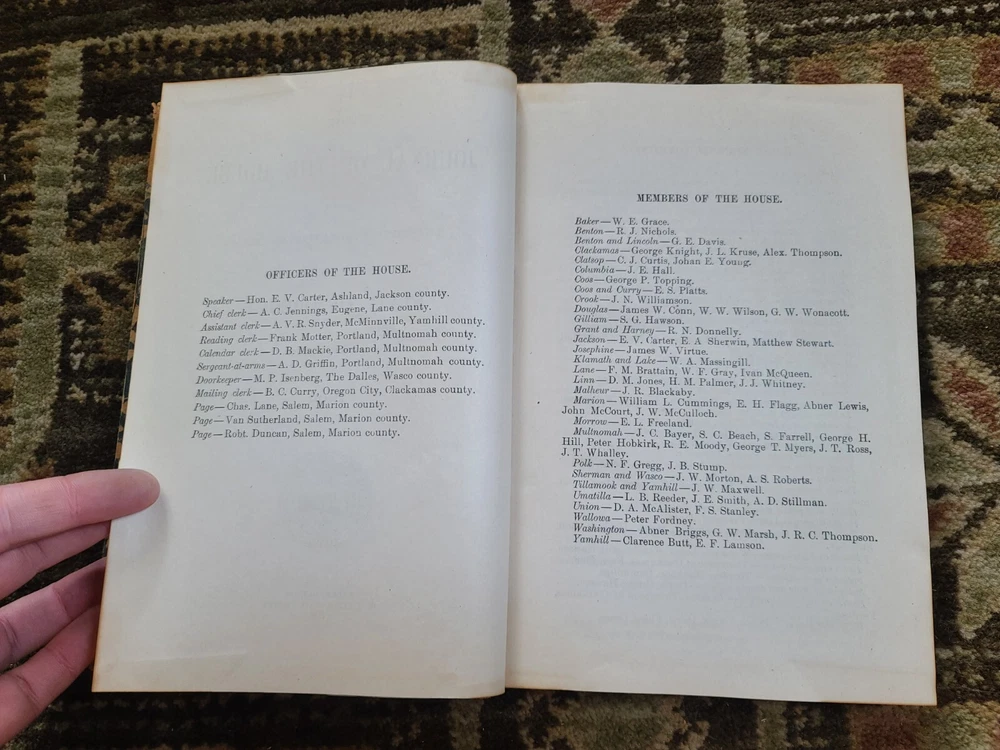 OFFICERS OF THE HOUSE.
Speaker—Hon. E. V. Carter, Ashland, Jackson county.
Chief clerk—A. C. Jennings, Eugene, Lane county.
Assistant clerk—A. V. R. Snyder, McMinnville, Yamhill county.
Reading clerk—Frank Motter, Portland, Multnomah county.
Calendar clerk—D. B. Mackie, Portland, Multnomah county.
Sergeant-at-arms—A. D. Griffin, Portland, Multnomah county.
Doorkeeper—M. P. Isenberg, The Dalles, Wasco county.
Mailing clerk—B. C. Curry, Oregon City, Clackamas county.
Page—Chas. Lane, Salem, Marion county.
Page—Van Sutherland, Salem, Marion county.
Page—Robt. Duncan, Salem, Marion county.
MEMBERS OF THE HOUSE.
Baker—W. E. Grace.
Benton—R. J. Nichols.
Benton and Lincoln—G. E. Davis.
Clackamas—George Knight, J. L. Kruse, Alex. Thompson.
Clatsop—C. J. Curtis, Johan E. Young.
Columbia—J. E. Hall.
Coos—George P. Topping.
Coos and Curry—E. S. Platts.
Crook—J. N. Williamson.
Douglas—James W. Conn, W. W. Wilson, G. W. Wonacott.
Gilliam—S. G. Hawson.
Grant and Harney—R. N. Donnelly.
Jackson—E. V. Carter, E. A Sherwin, Matthew Stewart.
Josephine—James W. Virtue.
Klamath and Lake—W. A. Massingill.
Lane—F. M. Brattain, W. F. Gray, Ivan McQueen.
Linn—D. M. Jones, H. M. Palmer, J. J. Whitney.
Malheur—J. R. Blackaby.
Marion—William L. Cummings, E. H. Flagg, Abner Lewis,
John McCourt, J. W. McCulloch.
Morrow—E. L. Freeland.
Multnomah—J. C. Bayer, S. C. Beach, S. Farrell, George H.
Hill, Peter Hobkirk, R. E. Moody, George T. Myers, J. T. Ross,
J. T. Whalley.
Polk—N. F. Gregg, J. B. Stump.
Sherman and Wasco—J. W. Morton, A. S. Roberts.
Tillamook and Yamhill—J. W. Maxwell.
Umatilla—L. B. Reeder, J. E. Smith, A. D. Stillman.
Union—D. A. McAlister, F. S. Stanley.
Wallowa—Peter Fordney.
Washington—Abner Briggs, G. W. Marsh, J. R. C. Thompson.
Yamhill—Clarence Butt, E. F. Lamson.